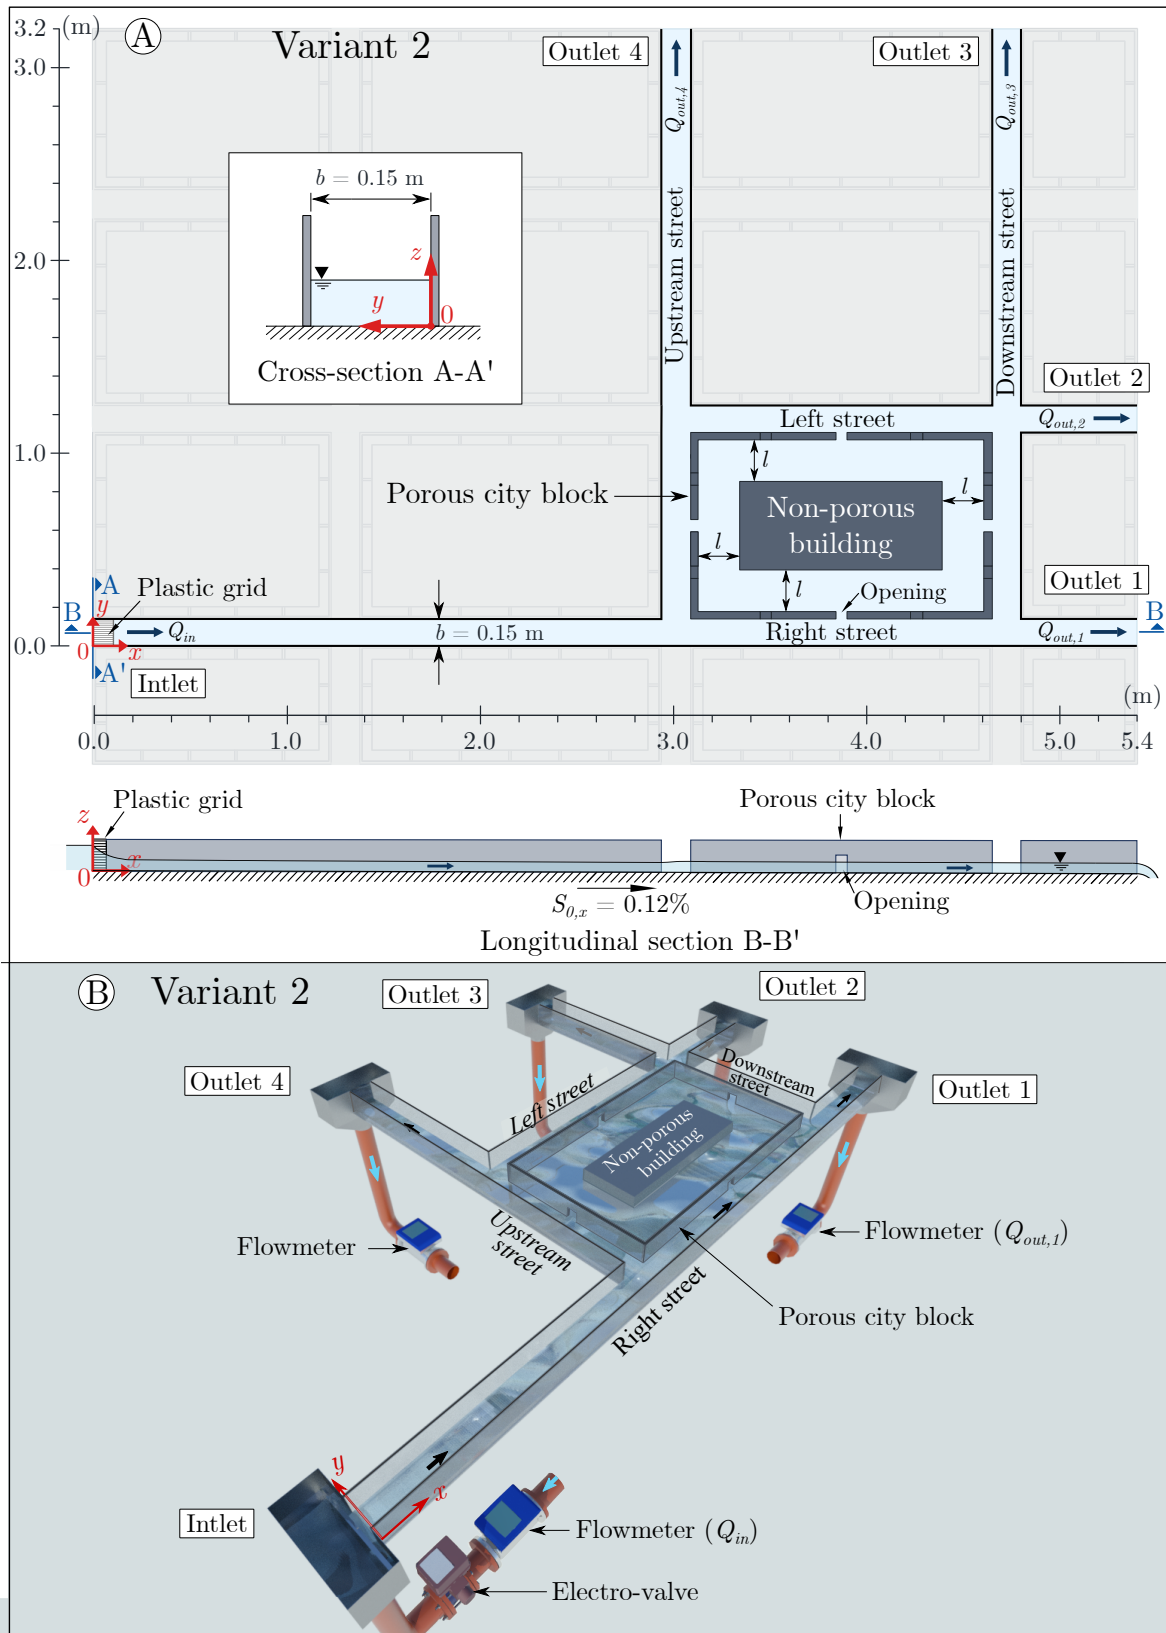 3.2 (m)
A
Variant 2
Outlet 4
Outlet 3
3.0
Q_out,4
Q_out,3
b = 0.15 m
z
y
0
Cross-section A-A'
2.0
Upstream street
Downstream street
Outlet 2
Left street
Q_out,2
1.0
l
Porous city block
l
Non-porous
building
l
l
A
Plastic grid
Outlet 1
Opening
B
y
B
Q_in
b = 0.15 m
Right street
Q_out,1
0.0
0
x
A'
Intlet
(m)
0.0
1.0
2.0
3.0
4.0
5.0
5.4
Plastic grid
Porous city block
z
x
0
S_0,x = 0.12%
Opening
Longitudinal section B-B'
B
Variant 2
Outlet 3
Outlet 2
Outlet 4
Outlet 1
Downstream
street
Left street
Non-porous
building
Upstream
street
Flowmeter
Flowmeter (Q_out,1)
Right street
Porous city block
y
x
Intlet
Flowmeter (Q_in)
Electro-valve